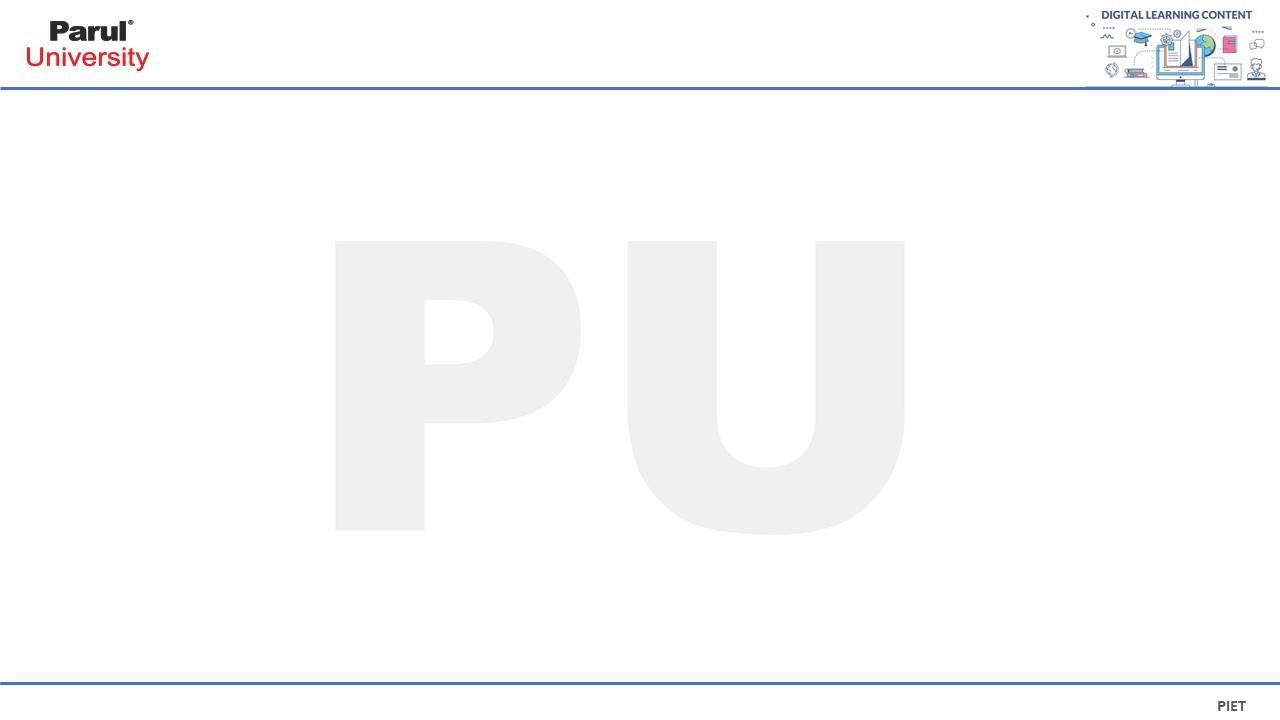 Parul®
University
DIGITAL LEARNING CONTENT
PU
PIET